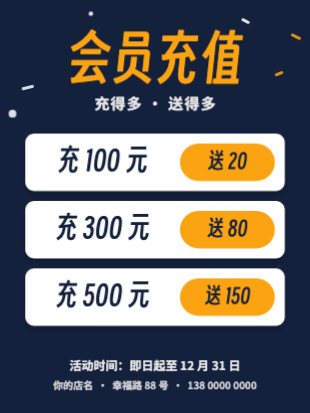 会员充值
充得多 · 送得多
充 100 元 送 20
充 300 元 送 80
充 500 元 送 150
活动时间：即日起至 12 月 31 日
你的店名 · 幸福路 88 号 · 138 0000 0000